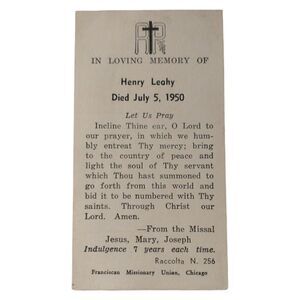 IN LOVING MEMORY OF
Henry Leahy
Died July 5, 1950
Let Us Pray
Incline Thine ear, O Lord to
our prayer, in which we hum-
bly entreat Thy mercy; bring
to the country of peace and
light the soul of Thy servant
which Thou hast summoned to
go forth from this world and
bid it to be numbered with Thy
saints. Through Christ our
Lord. Amen.
—From the Missal
Jesus, Mary, Joseph
Indulgence 7 years each time.
Raccolta N. 256
Franciscan Missionary Union, Chicago